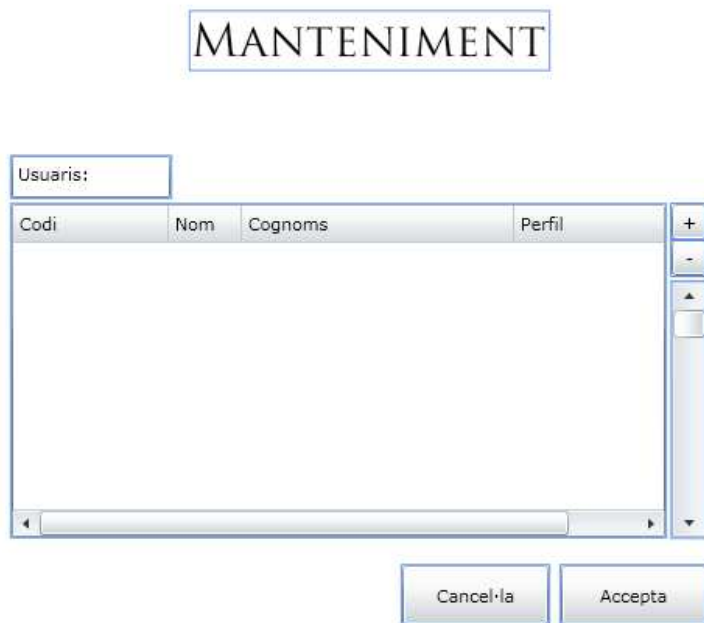 MANTENIMENT
Usuaris:
Codi Nom Cognoms Perfil
+
-
Cancel·la Accepta